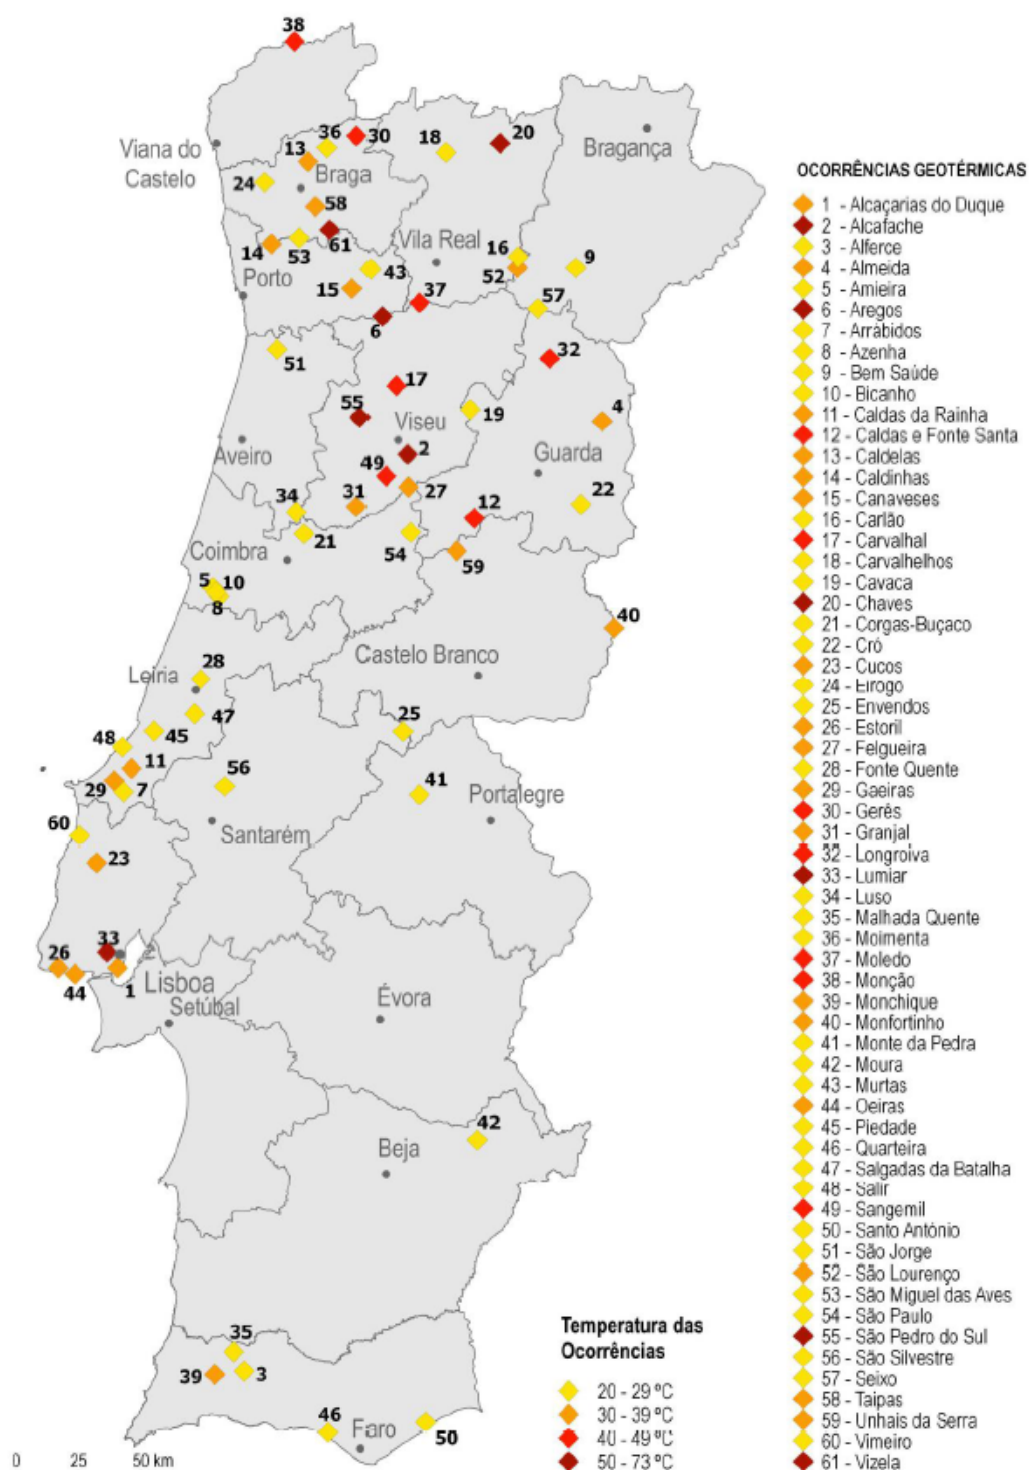 38
Viana do
Castelo
36
30
13
18
20
Bragança
24
Braga
58
61
14
53
Porto
Vila Real
16
52
9
43
15
37
57
6
51
32
17
55
Viseu
19
4
Aveiro
2
Guarda
49
27
22
34
31
12
21
54
59
Coimbra
5
10
8
40
Castelo Branco
28
Leiria
47
25
45
48
11
56
41
Portalegre
29
7
60
Santarém
23
33
26
44
1
Lisboa
Setúbal
Évora
42
Beja
35
39
3
46
Faro
50
0 25 50 km
Temperatura das
Ocorrências
20 - 29 ºC
30 - 39 ºC
40 - 49 ºC
50 - 73 ºC
OCORRÊNCIAS GEOTÉRMICAS
1 - Alcaçarias do Duque
2 - Alcafache
3 - Alferce
4 - Almeida
5 - Amieira
6 - Aregos
7 - Arrábidos
8 - Azenha
9 - Bem Saúde
10 - Bicanho
11 - Caldas da Rainha
12 - Caldas e Fonte Santa
13 - Caldelas
14 - Caldinhas
15 - Canaveses
16 - Carlão
17 - Carvalhal
18 - Carvalhelhos
19 - Cavaca
20 - Chaves
21 - Corgas-Buçaco
22 - Cró
23 - Cucos
24 - Eirogo
25 - Envendos
26 - Estoril
27 - Felgueira
28 - Fonte Quente
29 - Gaeiras
30 - Gerês
31 - Granjal
32 - Longroiva
33 - Lumiar
34 - Luso
35 - Malhada Quente
36 - Moimenta
37 - Moledo
38 - Monção
39 - Monchique
40 - Monfortinho
41 - Monte da Pedra
42 - Moura
43 - Murtas
44 - Oeiras
45 - Piedade
46 - Quarteira
47 - Salgadas da Batalha
48 - Salir
49 - Sangemil
50 - Santo António
51 - São Jorge
52 - São Lourenço
53 - São Miguel das Aves
54 - São Paulo
55 - São Pedro do Sul
56 - São Silvestre
57 - Seixo
58 - Taipas
59 - Unhais da Serra
60 - Vimeiro
61 - Vizela